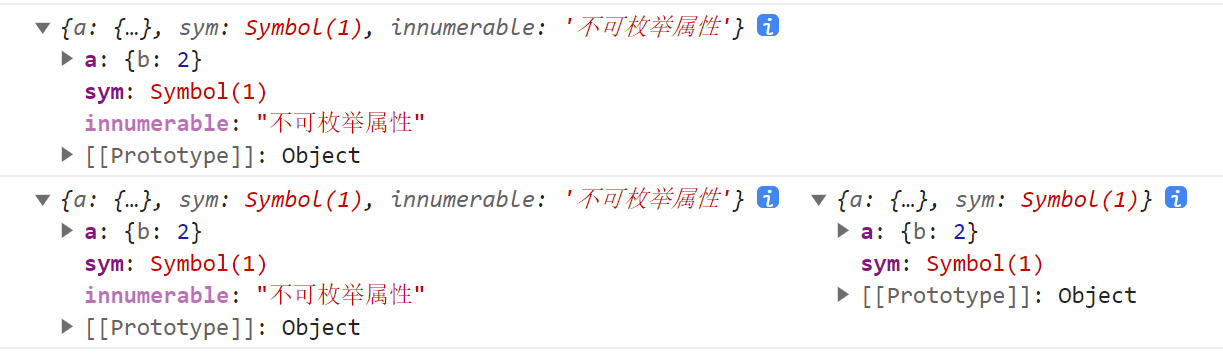 ▼ {a: {…}, sym: Symbol(1), innumerable: '不可枚举属性'} i
▶ a: {b: 2}
sym: Symbol(1)
innumerable: "不可枚举属性"
▶ [[Prototype]]: Object
▼ {a: {…}, sym: Symbol(1), innumerable: '不可枚举属性'} i
▶ a: {b: 2}
sym: Symbol(1)
innumerable: "不可枚举属性"
▶ [[Prototype]]: Object
▼ {a: {…}, sym: Symbol(1)} i
▶ a: {b: 2}
sym: Symbol(1)
▶ [[Prototype]]: Object